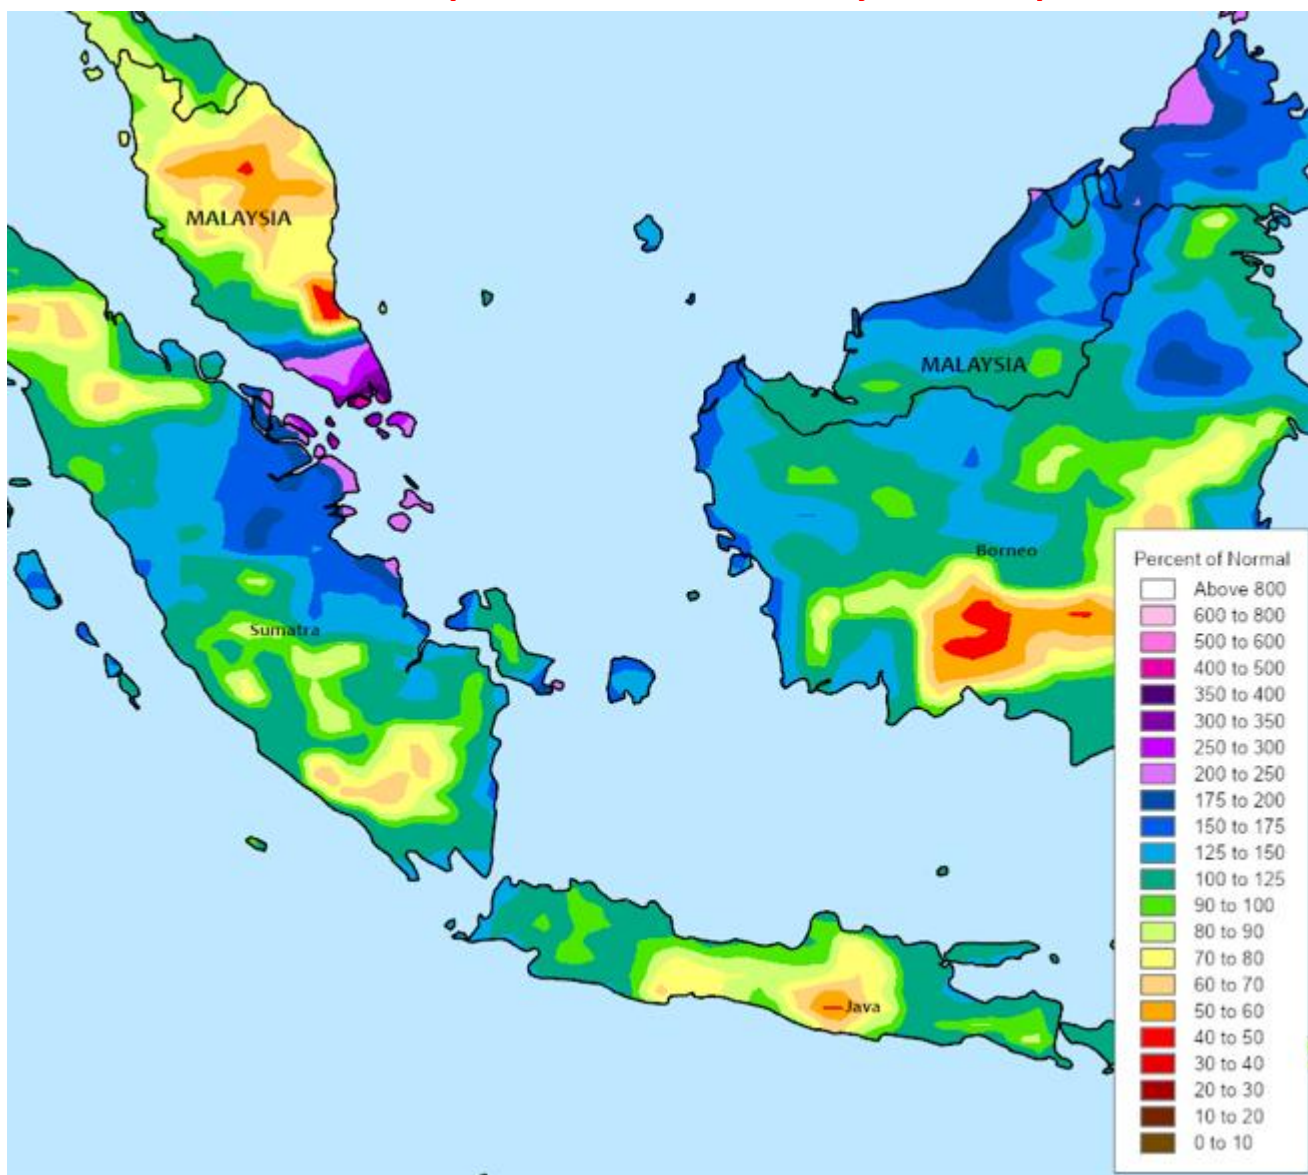 MALAYSIA
MALAYSIA
Borneo
Sumatra
Java
Percent of Normal
Above 800
600 to 800
500 to 600
400 to 500
350 to 400
300 to 350
250 to 300
200 to 250
175 to 200
150 to 175
125 to 150
100 to 125
90 to 100
80 to 90
70 to 80
60 to 70
50 to 60
40 to 50
30 to 40
20 to 30
10 to 20
0 to 10